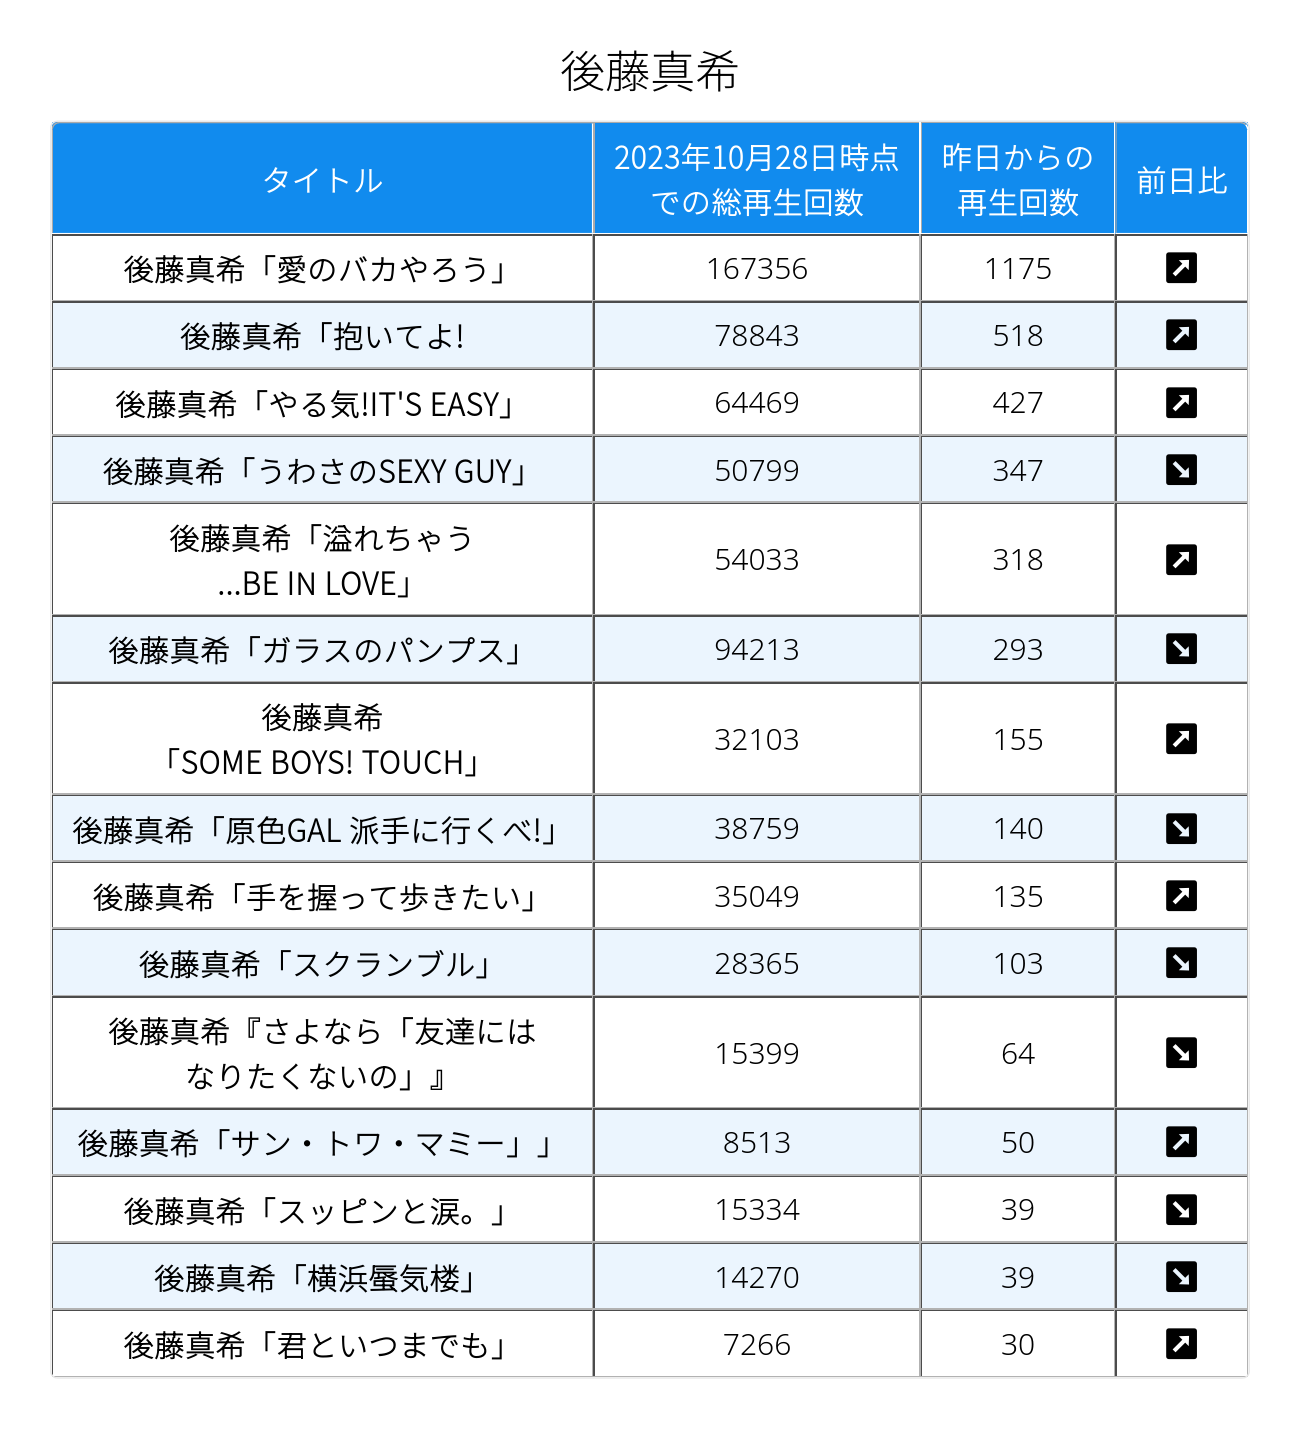 後藤真希
タイトル
2023年10月28日時点
での総再生回数
昨日からの
再生回数
前日比
後藤真希「愛のバカやろう」 167356 1175
後藤真希「抱いてよ! 78843 518
後藤真希「やる気!IT'S EASY」 64469 427
後藤真希「うわさのSEXY GUY」 50799 347
後藤真希「溢れちゃう
...BE IN LOVE」 54033 318
後藤真希「ガラスのパンプス」 94213 293
後藤真希
「SOME BOYS! TOUCH」 32103 155
後藤真希「原色GAL 派手に行くべ!」 38759 140
後藤真希「手を握って歩きたい」 35049 135
後藤真希「スクランブル」 28365 103
後藤真希『さよなら「友達には
なりたくないの」』 15399 64
後藤真希「サン・トワ・マミー」」 8513 50
後藤真希「スッピンと涙。」 15334 39
後藤真希「横浜蜃気楼」 14270 39
後藤真希「君といつまでも」 7266 30